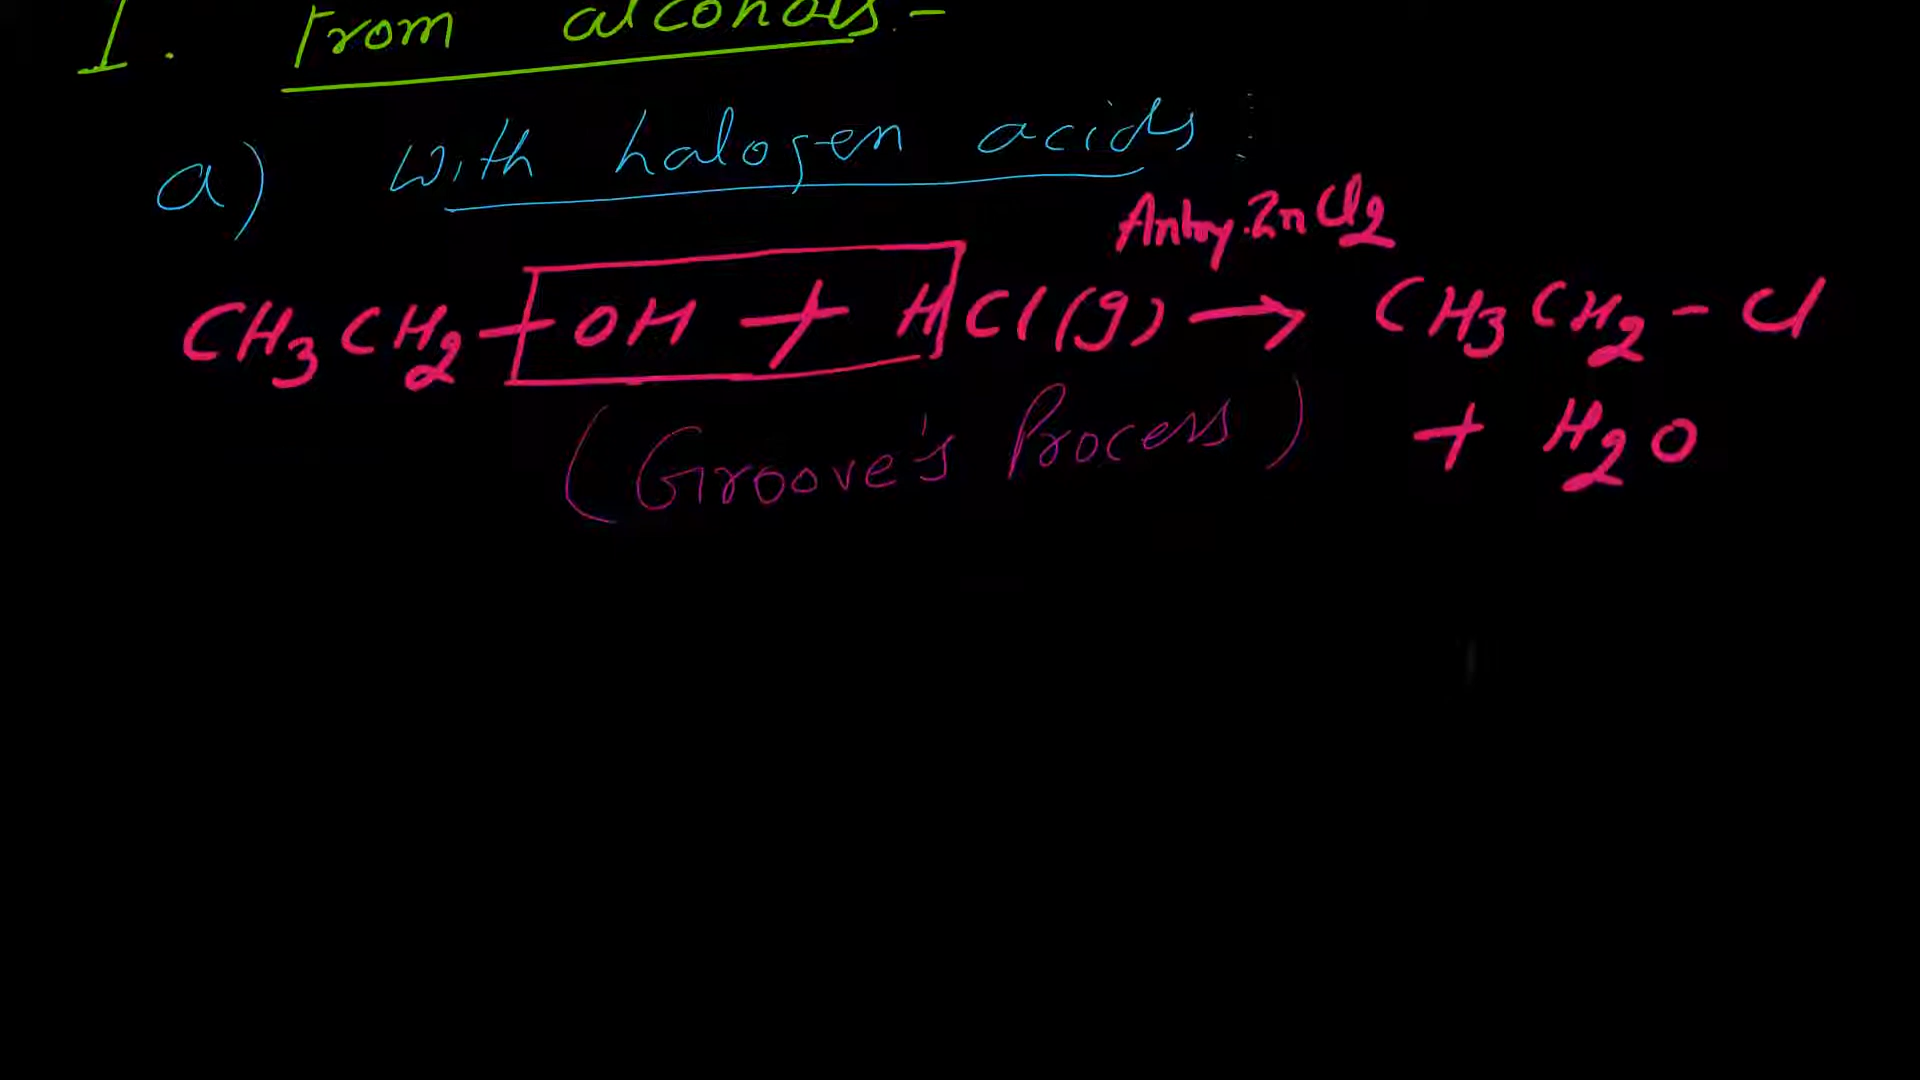 I. From alcohols:-
a) With halogen acids:
Anhy. ZnCl2
CH3CH2-OH + HCl(g) → CH3CH2-Cl
(Groove's Process) + H2O